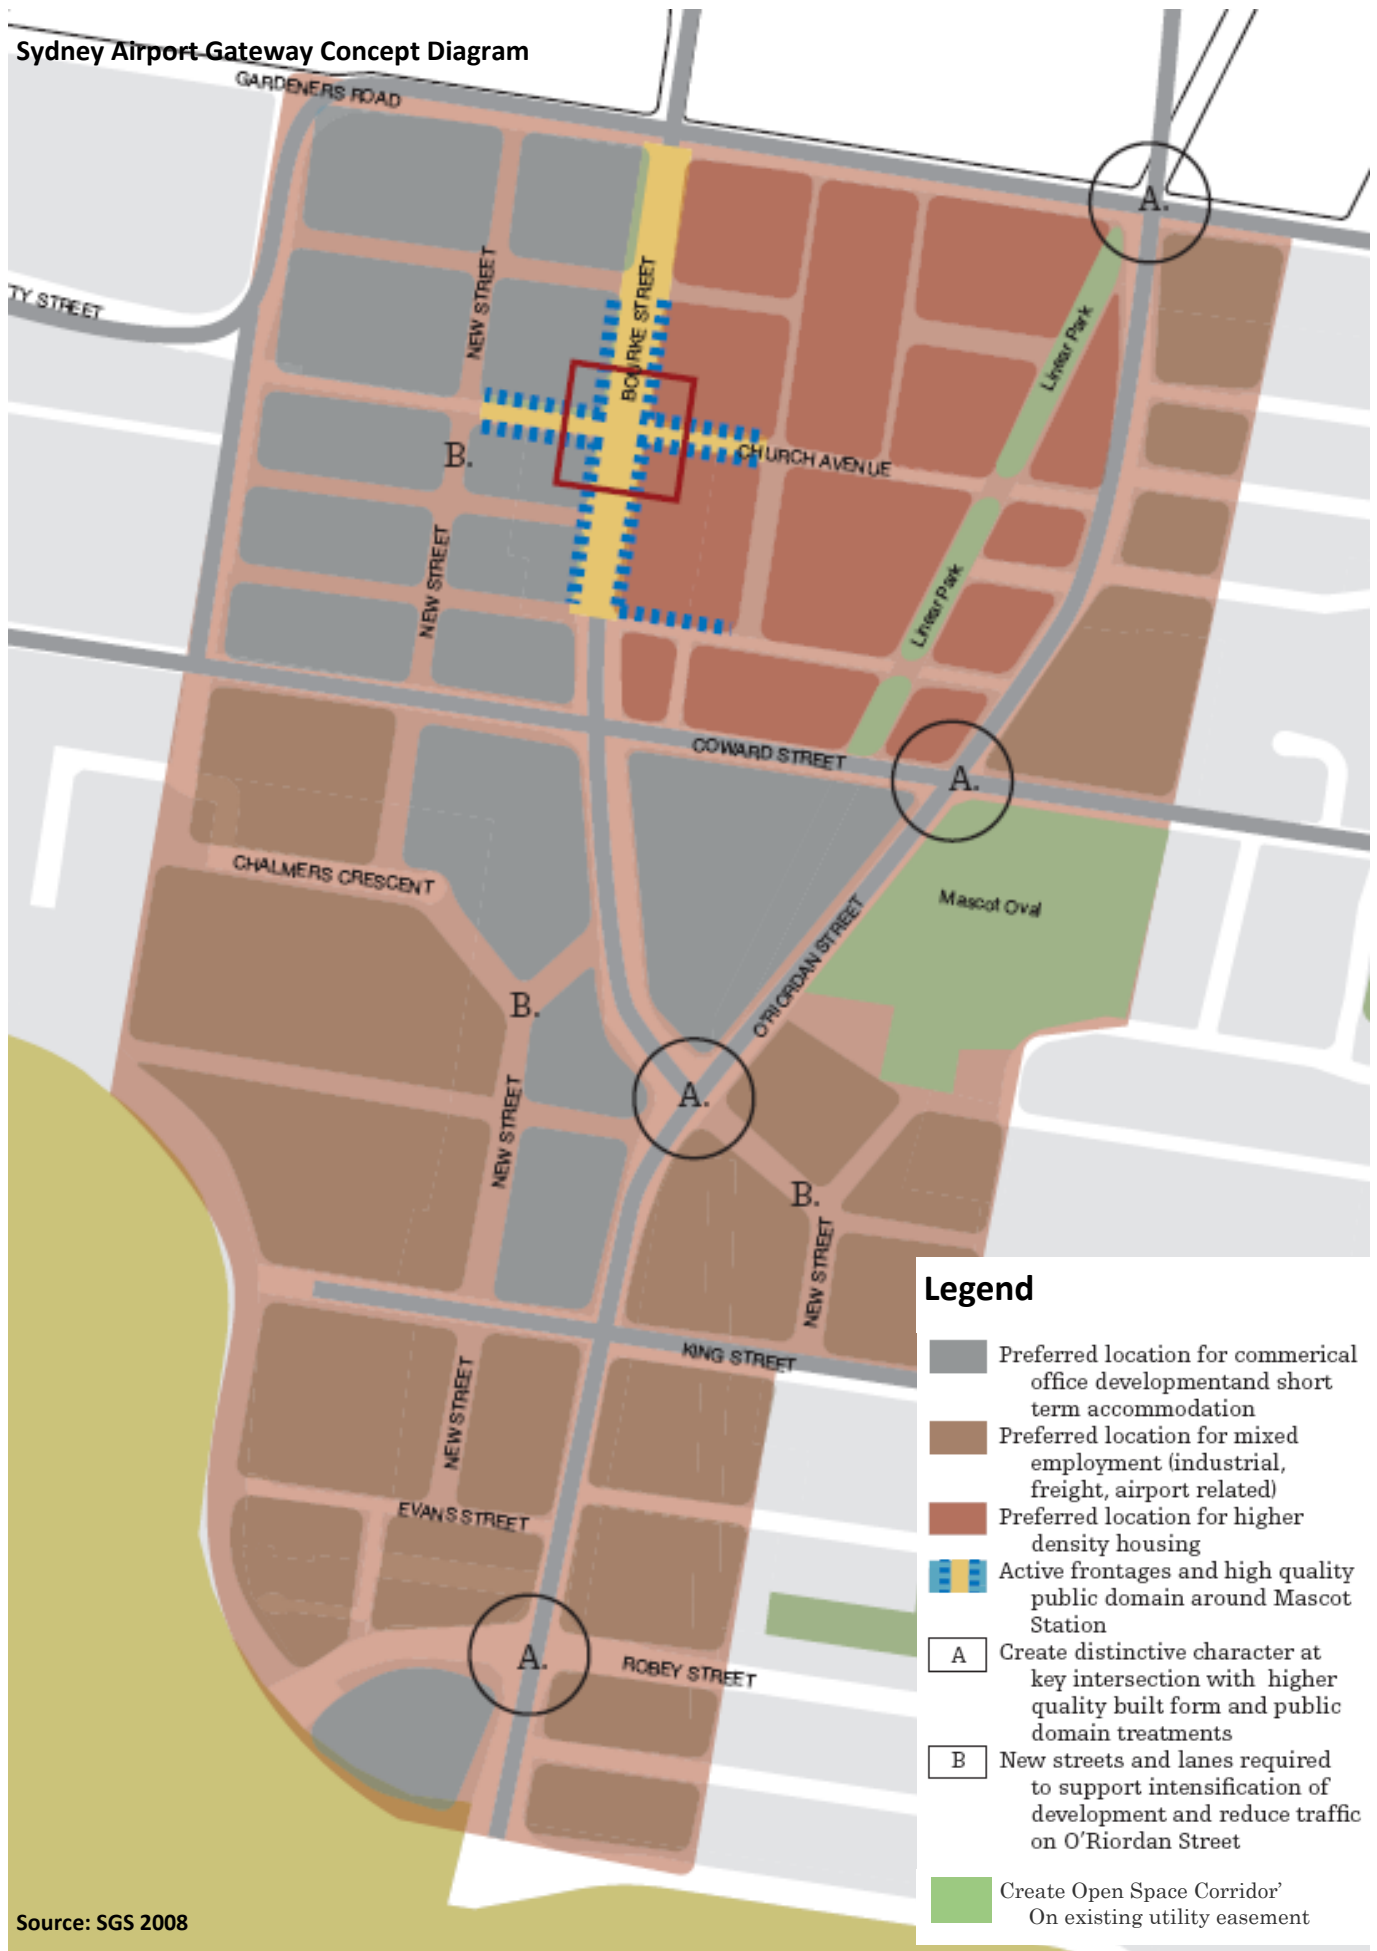 Sydney Airport Gateway Concept Diagram
GARDENERS ROAD
A.
TY STREET
NEW STREET
BOURKE STREET
Linear Park
B.
CHURCH AVENUE
NEW STREET
Linear Park
COWARD STREET
A.
CHALMERS CRESCENT
Mascot Oval
O'RIORDAN STREET
B.
A.
NEW STREET
B.
NEW STREET
KING STREET
NEW STREET
EVANS STREET
A.
ROBEY STREET
Legend
Preferred location for commerical
office developmentand short
term accommodation
Preferred location for mixed
employment (industrial,
freight, airport related)
Preferred location for higher
density housing
Active frontages and high quality
public domain around Mascot
Station
A
Create distinctive character at
key intersection with higher
quality built form and public
domain treatments
B
New streets and lanes required
to support intensification of
development and reduce traffic
on O'Riordan Street
Create Open Space Corridor'
On existing utility easement
Source: SGS 2008